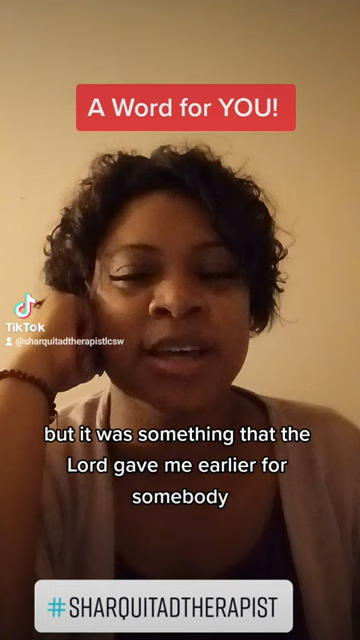 A Word for YOU!
TikTok
@sharquitadtherapistlcsw
but it was something that the
Lord gave me earlier for
somebody
#SHARQUITADTHERAPIST